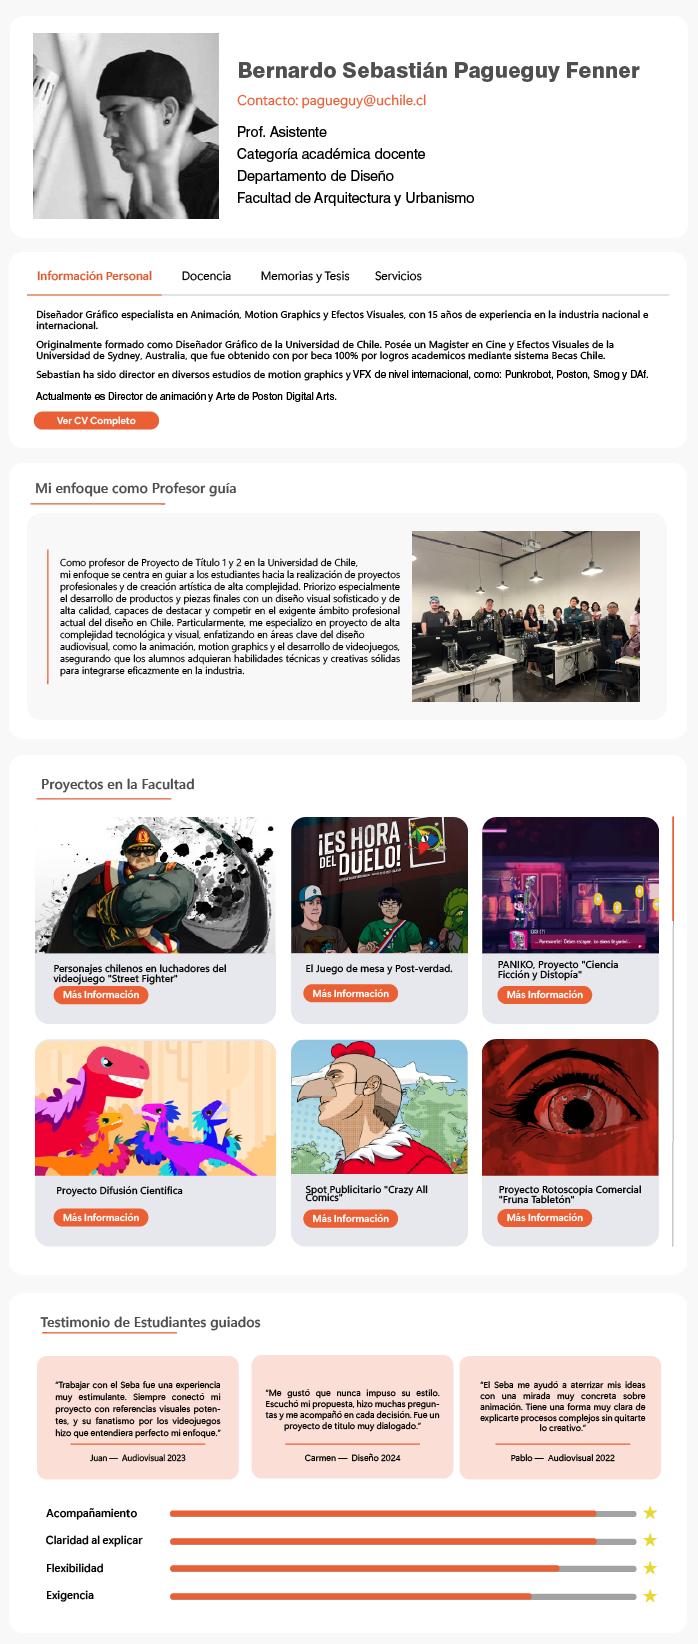 Bernardo Sebastián Pagueguy Fenner
Contacto: pagueguy@uchile.cl
Prof. Asistente
Categoría académica docente
Departamento de Diseño
Facultad de Arquitectura y Urbanismo
Información Personal
Docencia
Memorias y Tesis
Servicios
Diseñador Gráfico especialista en Animación, Motion Graphics y Efectos Visuales, con 15 años de experiencia en la industria nacional e
internacional.
Originalmente formado como Diseñador Gráfico de la Universidad de Chile. Posée un Magister en Cine y Efectos Visuales de la
Universidad de Sydney, Australia, que fue obtenido con por beca 100% por logros academicos mediante sistema Becas Chile.
Sebastian ha sido director en diversos estudios de motion graphics y VFX de nivel internacional, como: Punkrobot, Poston, Smog y DAf.
Actualmente es Director de animación y Arte de Poston Digital Arts.
Ver CV Completo
Mi enfoque como Profesor guía
Como profesor de Proyecto de Título 1 y 2 en la Universidad de Chile,
mi enfoque se centra en guiar a los estudiantes hacia la realización de proyectos
profesionales y de creación artística de alta complejidad. Priorizo especialmente
el desarrollo de productos y piezas finales con un diseño visual sofisticado y de
alta calidad, capaces de destacar y competir en el exigente ámbito profesional
actual del diseño en Chile. Particularmente, me especializo en proyecto de alta
complejidad tecnológica y visual, enfatizando en áreas clave del diseño
audiovisual, como la animación, motion graphics y el desarrollo de videojuegos,
asegurando que los alumnos adquieran habilidades técnicas y creativas sólidas
para integrarse eficazmente en la industria.
Proyectos en la Facultad
¡ES HORA
DEL DUELO!
Personajes chilenos en luchadores del
videojuego "Street Fighter"
Más Información
El Juego de mesa y Post-verdad.
Más Información
PANIKO, Proyecto "Ciencia
Ficción y Distopía"
Más Información
Proyecto Difusión Cientifica
Más Información
Spot Publicitario "Crazy All
Comics"
Más Información
Proyecto Rotoscopia Comercial
"Fruna Tabletón"
Más Información
Testimonio de Estudiantes guiados
“Trabajar con el Seba fue una experiencia
muy estimulante. Siempre conectó mi
proyecto con referencias visuales poten-
tes, y su fanatismo por los videojuegos
hizo que entendiera perfecto mi enfoque.”
Juan — Audiovisual 2023
“Me gustó que nunca impuso su estilo.
Escuchó mi propuesta, hizo muchas pregun-
tas y me acompañó en cada decisión. Fue un
proyecto de título muy dialogado.”
Carmen — Diseño 2024
“El Seba me ayudó a aterrizar mis ideas
con una mirada muy concreta sobre
animación. Tiene una forma muy clara de
explicarte procesos complejos sin quitarte
lo creativo.”
Pablo — Audiovisual 2022
Acompañamiento
Claridad al explicar
Flexibilidad
Exigencia